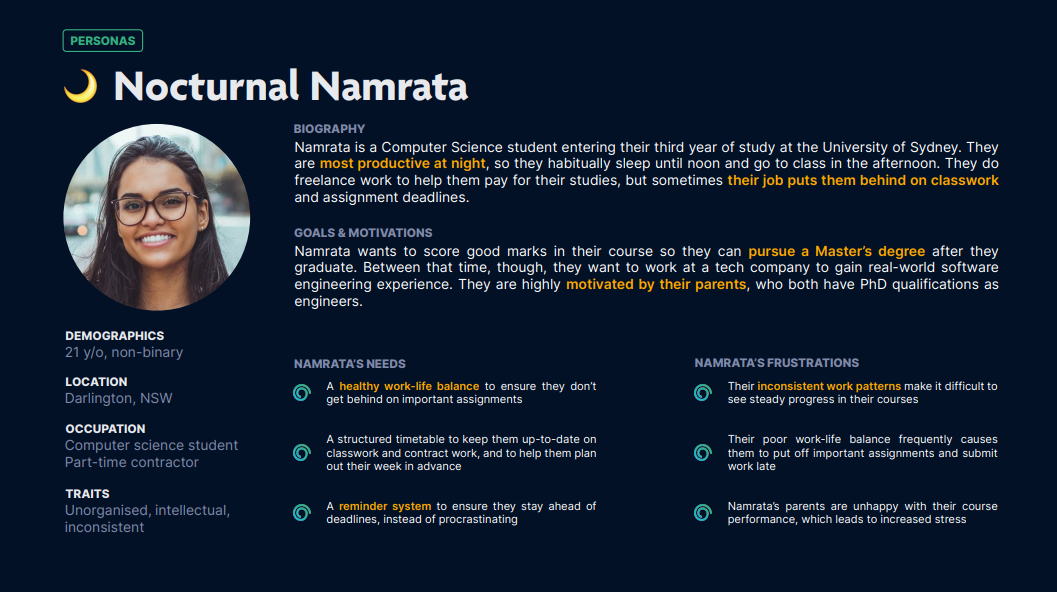 PERSONAS
Nocturnal Namrata
BIOGRAPHY
Namrata is a Computer Science student entering their third year of study at the University of Sydney. They
are most productive at night, so they habitually sleep until noon and go to class in the afternoon. They do
freelance work to help them pay for their studies, but sometimes their job puts them behind on classwork
and assignment deadlines.
GOALS & MOTIVATIONS
Namrata wants to score good marks in their course so they can pursue a Master's degree after they
graduate. Between that time, though, they want to work at a tech company to gain real-world software
engineering experience. They are highly motivated by their parents, who both have PhD qualifications as
engineers.
DEMOGRAPHICS
21 y/o, non-binary
LOCATION
Darlington, NSW
OCCUPATION
Computer science student
Part-time contractor
TRAITS
Unorganised, intellectual,
inconsistent
NAMRATA'S NEEDS
A healthy work-life balance to ensure they don't
get behind on important assignments
A structured timetable to keep them up-to-date on
classwork and contract work, and to help them plan
out their week in advance
A reminder system to ensure they stay ahead of
deadlines, instead of procrastinating
NAMRATA'S FRUSTRATIONS
Their inconsistent work patterns make it difficult to
see steady progress in their courses
Their poor work-life balance frequently causes
them to put off important assignments and submit
work late
Namrata's parents are unhappy with their course
performance, which leads to increased stress